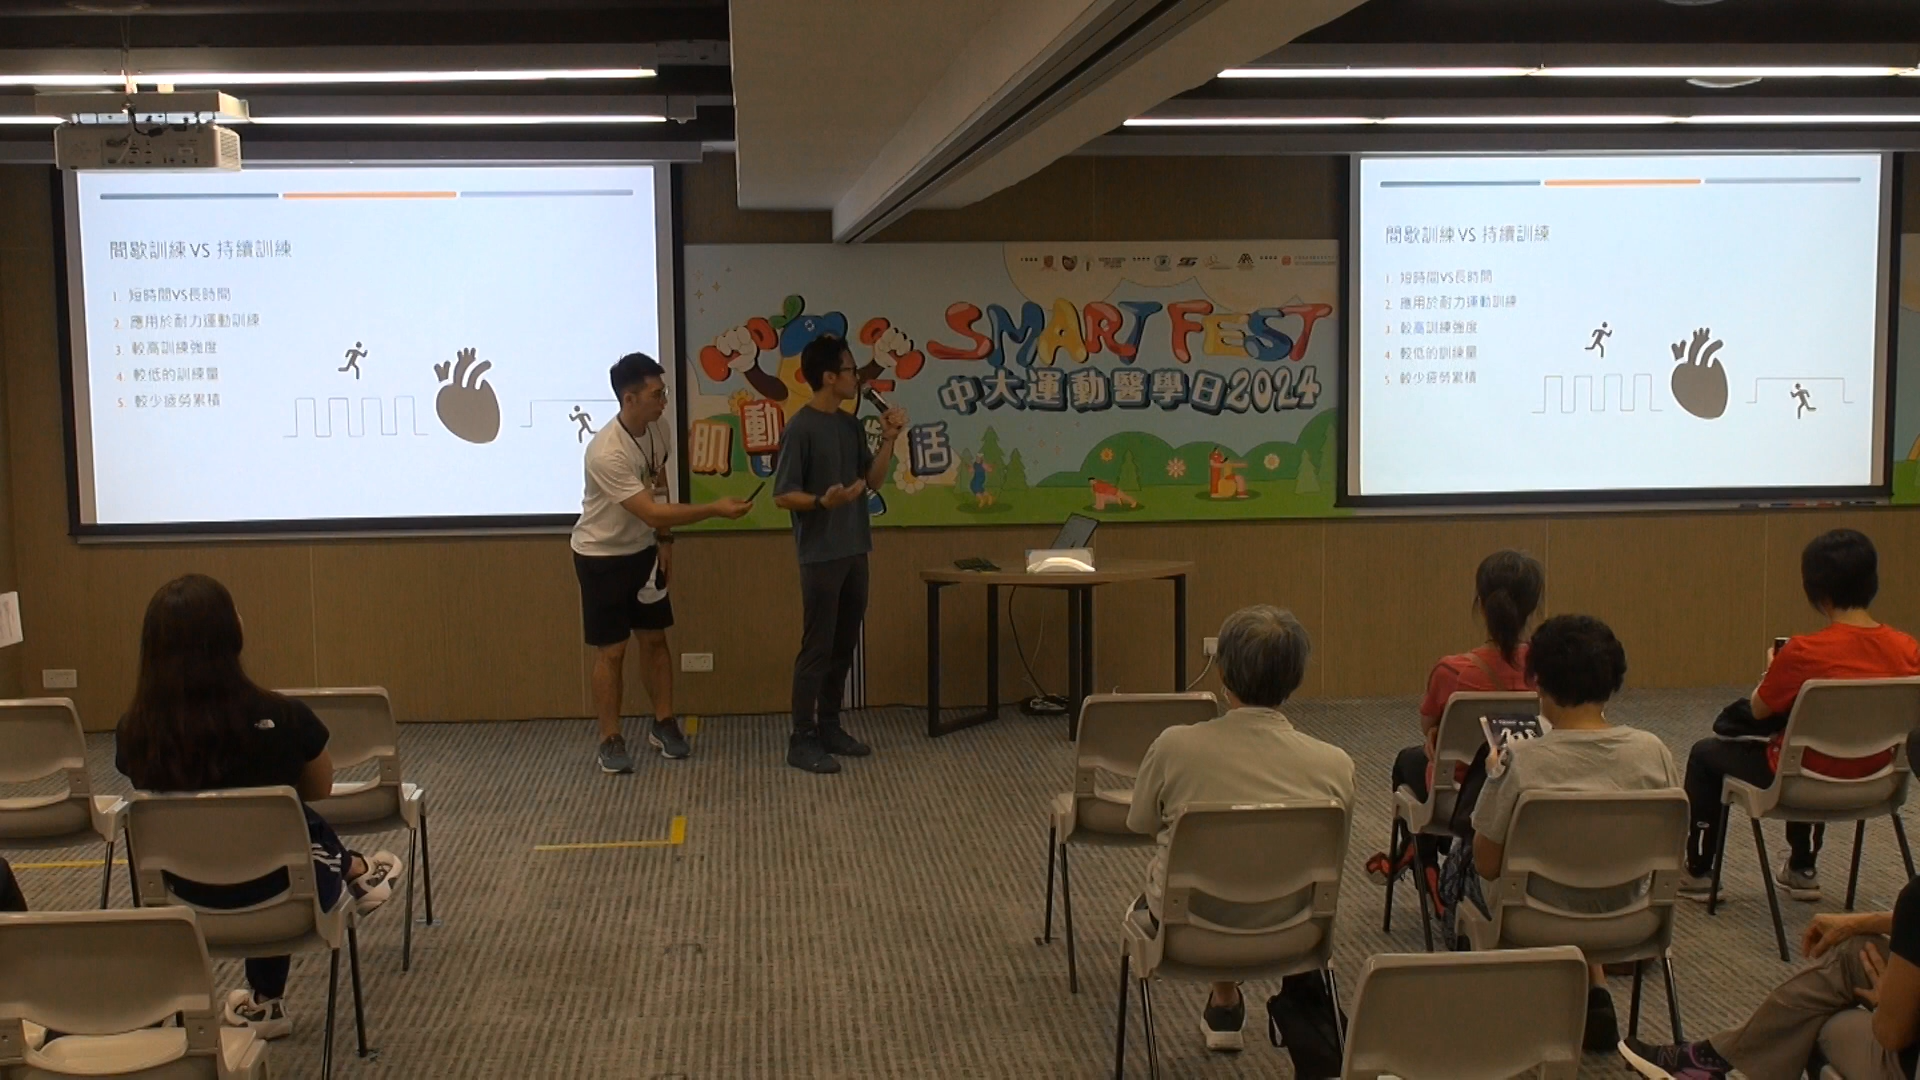 間歇訓練 VS 持續訓練
1. 短時間VS長時間
2. 應用於耐力運動訓練
3. 較高訓練強度
4. 較低的訓練量
5. 較少疲勞累積
SMART FEST
中大運動醫學日2024
肌動
活
間歇訓練 VS 持續訓練
1. 短時間VS長時間
2. 應用於耐力運動訓練
3. 較高訓練強度
4. 較低的訓練量
5. 較少疲勞累積